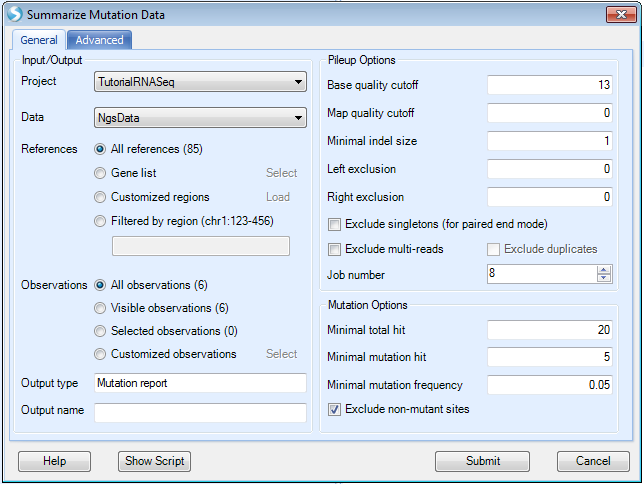 Summarize Mutation Data
General
Advanced
Input/Output
Project
TutorialRNASeq
Data
NgsData
References
All references (85)
Gene list
Select
Customized regions
Load
Filtered by region (chr1:123-456)
Observations
All observations (6)
Visible observations (6)
Selected observations (0)
Customized observations
Select
Output type
Mutation report
Output name
Pileup Options
Base quality cutoff
13
Map quality cutoff
0
Minimal indel size
1
Left exclusion
0
Right exclusion
0
Exclude singletons (for paired end mode)
Exclude multi-reads
Exclude duplicates
Job number
8
Mutation Options
Minimal total hit
20
Minimal mutation hit
5
Minimal mutation frequency
0.05
Exclude non-mutant sites
Help
Show Script
Submit
Cancel